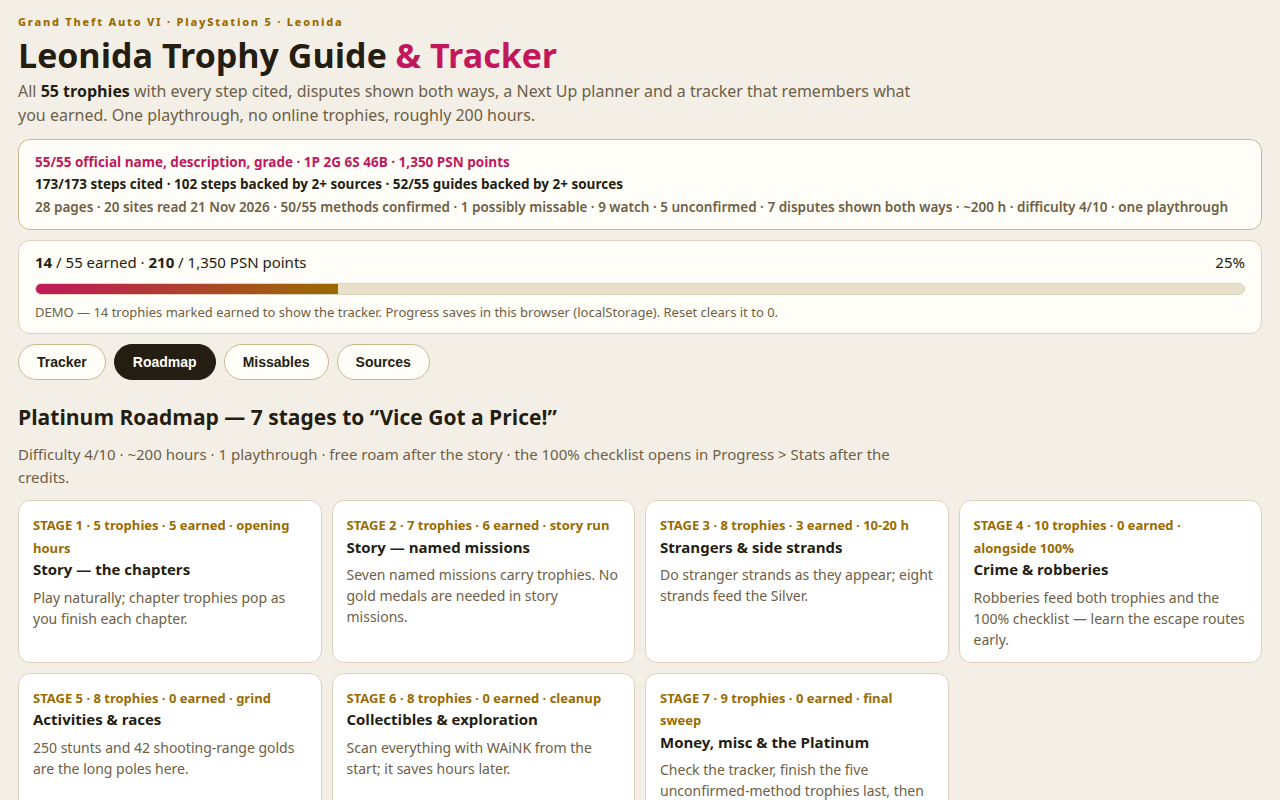 Grand Theft Auto VI · PlayStation 5 · Leonida
Leonida Trophy Guide & Tracker
All 55 trophies with every step cited, disputes shown both ways, a Next Up planner and a tracker that remembers what
you earned. One playthrough, no online trophies, roughly 200 hours.
55/55 official name, description, grade · 1P 2G 6S 46B · 1,350 PSN points
173/173 steps cited · 102 steps backed by 2+ sources · 52/55 guides backed by 2+ sources
28 pages · 20 sites read 21 Nov 2026 · 50/55 methods confirmed · 1 possibly missable · 9 watch · 5 unconfirmed · 7 disputes shown both ways · ~200 h · difficulty 4/10 · one playthrough
14 / 55 earned · 210 / 1,350 PSN points
25%
DEMO — 14 trophies marked earned to show the tracker. Progress saves in this browser (localStorage). Reset clears it to 0.
Tracker
Roadmap
Missables
Sources
Platinum Roadmap — 7 stages to “Vice Got a Price!”
Difficulty 4/10 · ~200 hours · 1 playthrough · free roam after the story · the 100% checklist opens in Progress > Stats after the
credits.
STAGE 1 · 5 trophies · 5 earned · opening
hours
Story — the chapters
Play naturally; chapter trophies pop as
you finish each chapter.
STAGE 2 · 7 trophies · 6 earned · story run
Story — named missions
Seven named missions carry trophies. No
gold medals are needed in story
missions.
STAGE 3 · 8 trophies · 3 earned · 10-20 h
Strangers & side strands
Do stranger strands as they appear; eight
strands feed the Silver.
STAGE 4 · 10 trophies · 0 earned ·
alongside 100%
Crime & robberies
Robberies feed both trophies and the
100% checklist — learn the escape routes
early.
STAGE 5 · 8 trophies · 0 earned · grind
Activities & races
250 stunts and 42 shooting-range golds
are the long poles here.
STAGE 6 · 8 trophies · 0 earned · cleanup
Collectibles & exploration
Scan everything with WAiNK from the
start; it saves hours later.
STAGE 7 · 9 trophies · 0 earned · final
sweep
Money, misc & the Platinum
Check the tracker, finish the five
unconfirmed-method trophies last, then